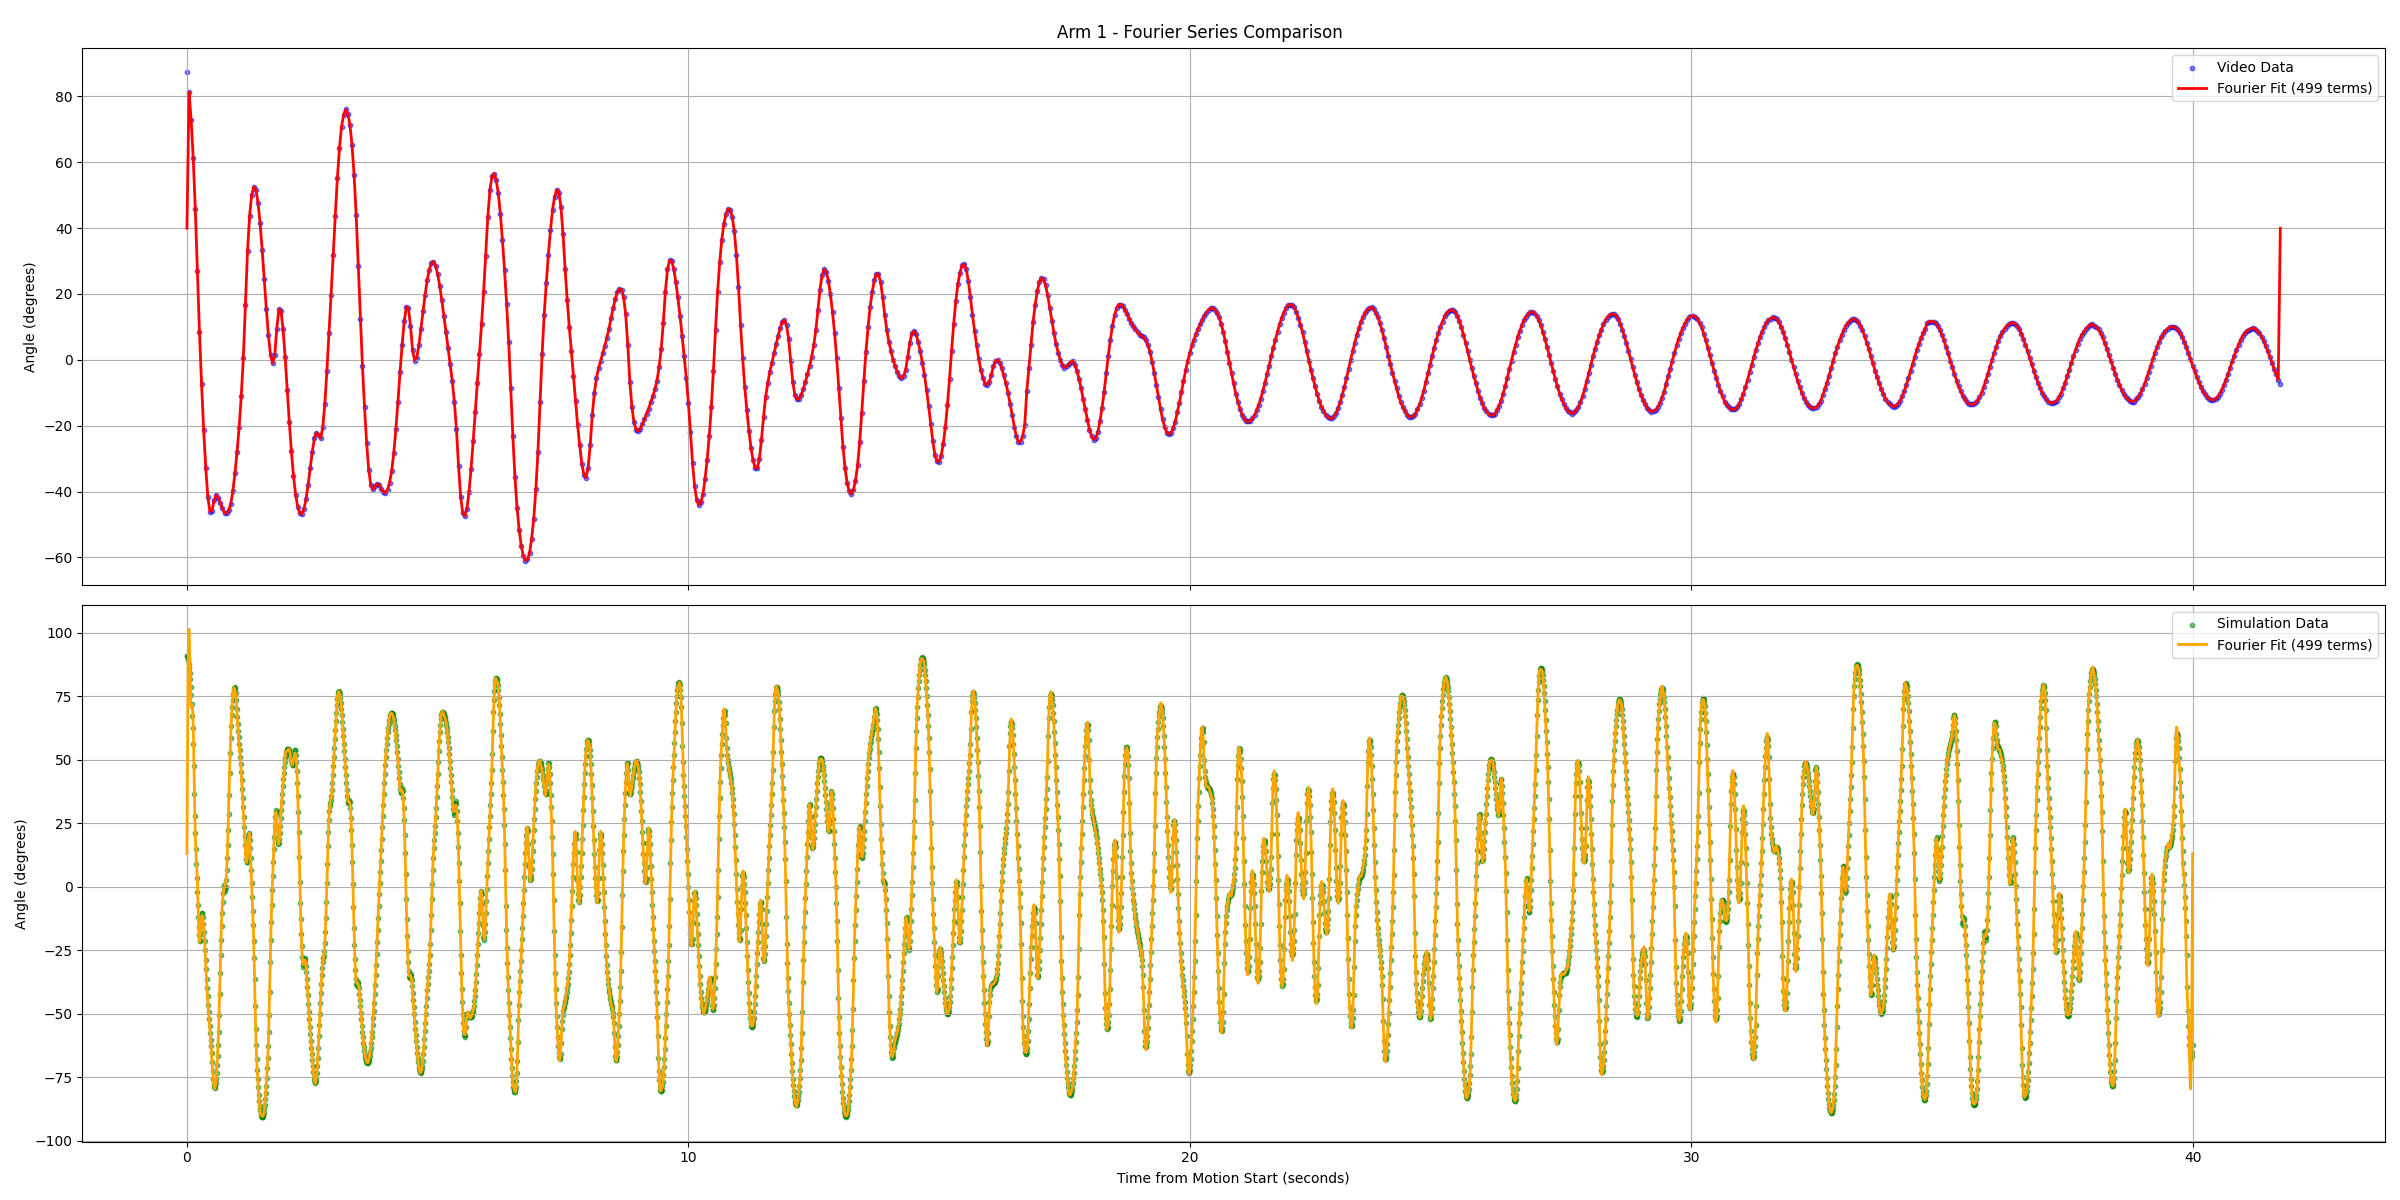 Arm 1 - Fourier Series Comparison
Video Data
Fourier Fit (499 terms)
80
60
40
20
0
−20
−40
−60
Angle (degrees)
Simulation Data
Fourier Fit (499 terms)
100
75
50
25
0
−25
−50
−75
−100
Angle (degrees)
0 10 20 30 40
Time from Motion Start (seconds)